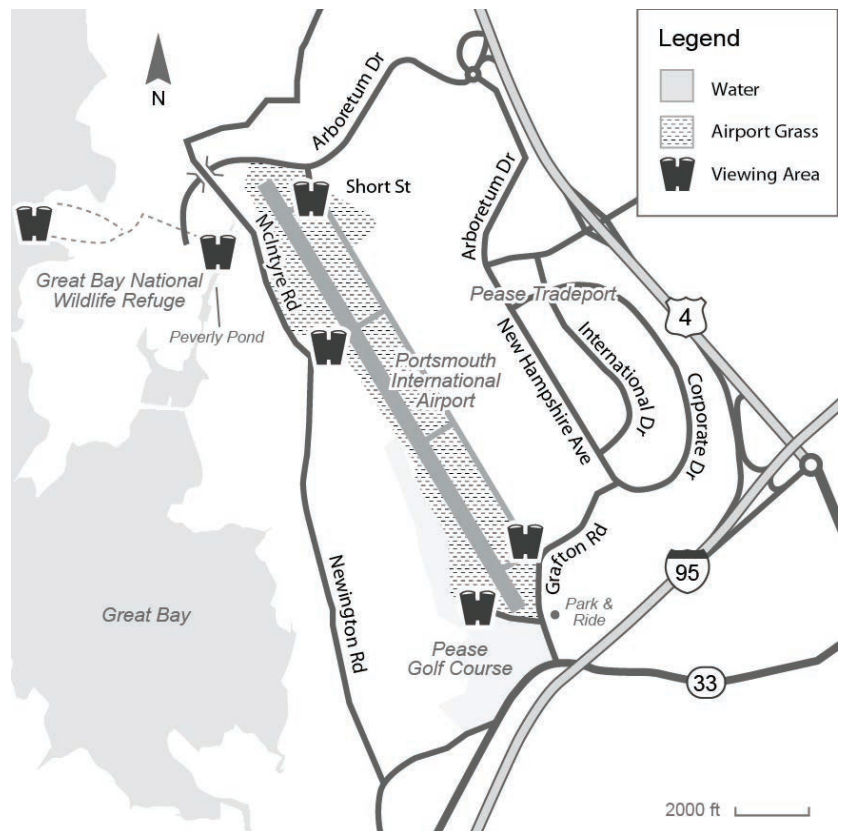 Legend
Water
Airport Grass
Viewing Area
N
Arboretum Dr
Short St
Arboretum Dr
McIntyre Rd
Great Bay National
Wildlife Refuge
Peverly Pond
Pease Tradeport
4
Portsmouth
International
Airport
New Hampshire Ave
International Dr
Corporate Dr
Newington Rd
Grafton Rd
95
Great Bay
Park &
Ride
Pease
Golf Course
33
2000 ft